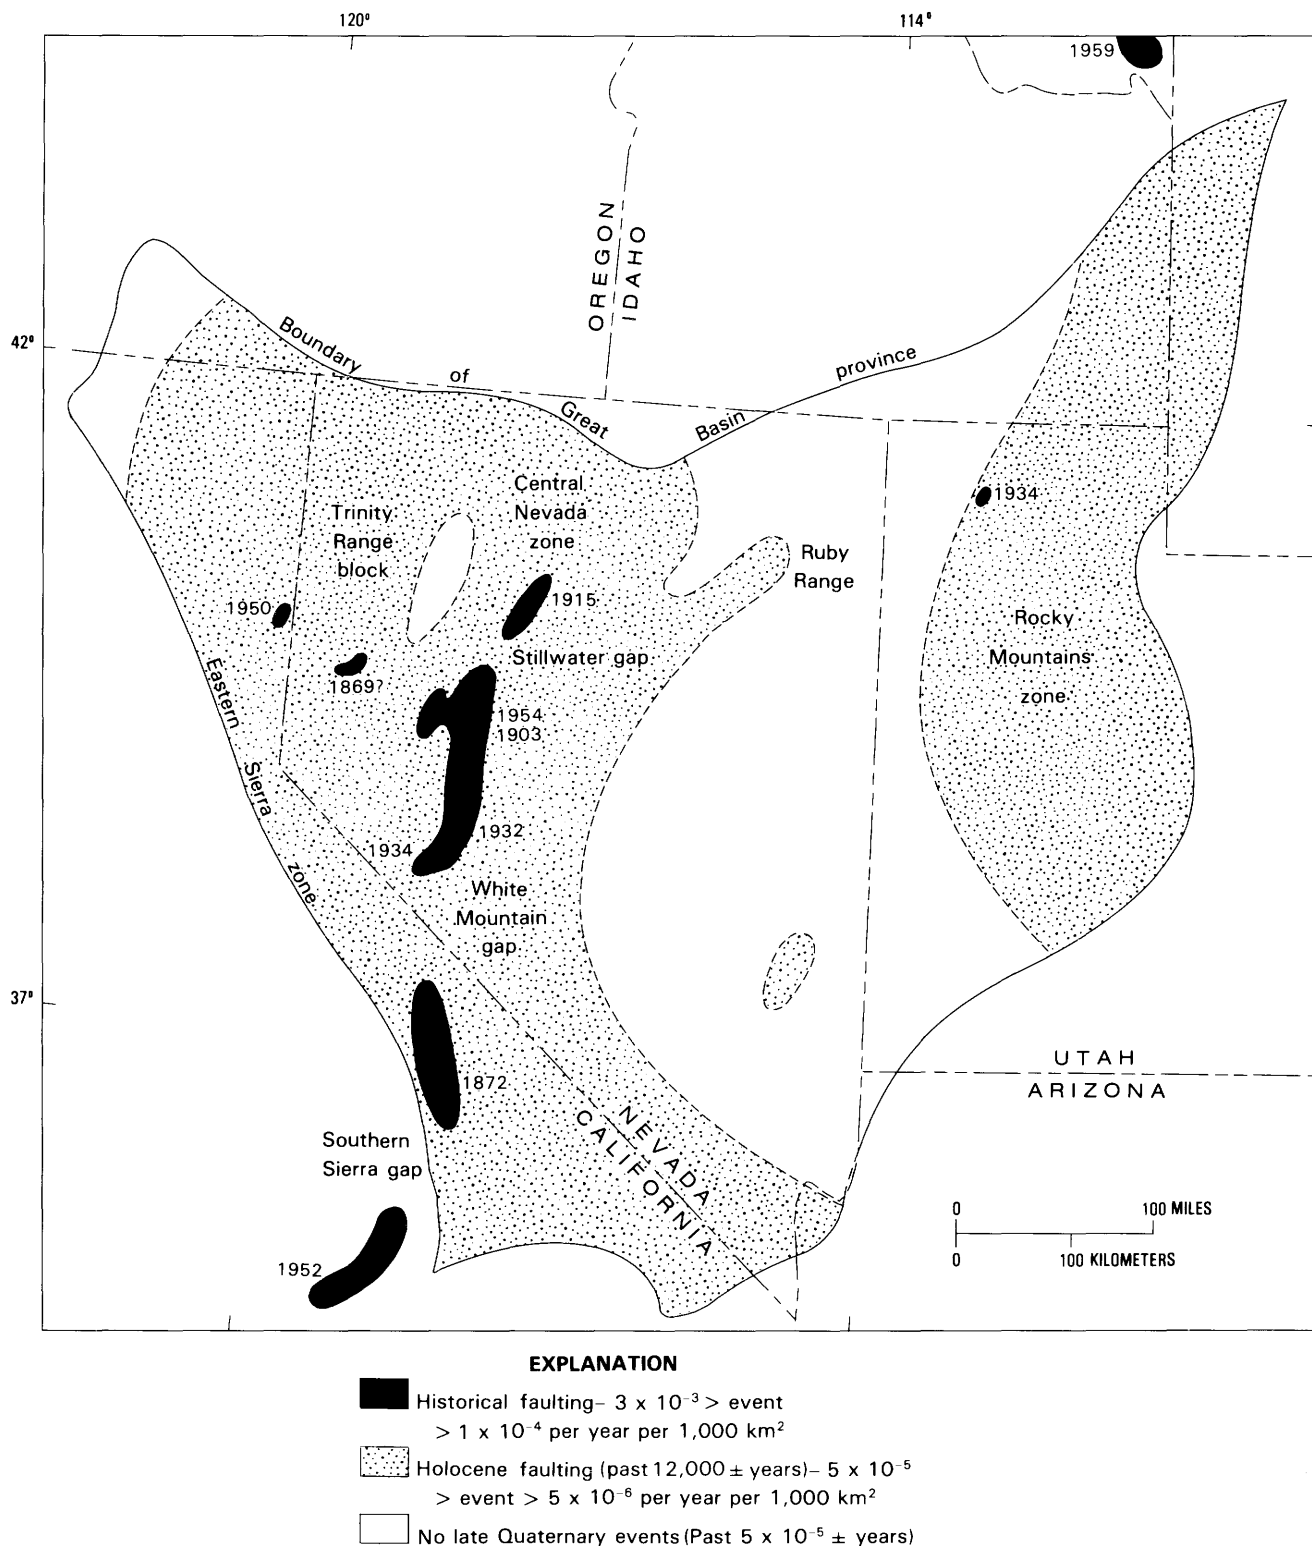 120°
114°
1959
OREGON
IDAHO
42°
Boundary of Great Basin province
Central
Nevada
zone
Trinity
Range
block
1934
Ruby
Range
1950
1915
Rocky
Mountains
zone
Stillwater gap
1869?
1954
1903
Eastern Sierra zone
1932
1934
White
Mountain
gap
37°
1872
UTAH
ARIZONA
NEVADA
CALIFORNIA
Southern
Sierra gap
1952
0 100 MILES
0 100 KILOMETERS
EXPLANATION
Historical faulting– 3 x 10⁻³ > event
> 1 x 10⁻⁴ per year per 1,000 km²
Holocene faulting (past 12,000 ± years)– 5 x 10⁻⁵
> event > 5 x 10⁻⁶ per year per 1,000 km²
No late Quaternary events (Past 5 x 10⁻⁵ ± years)